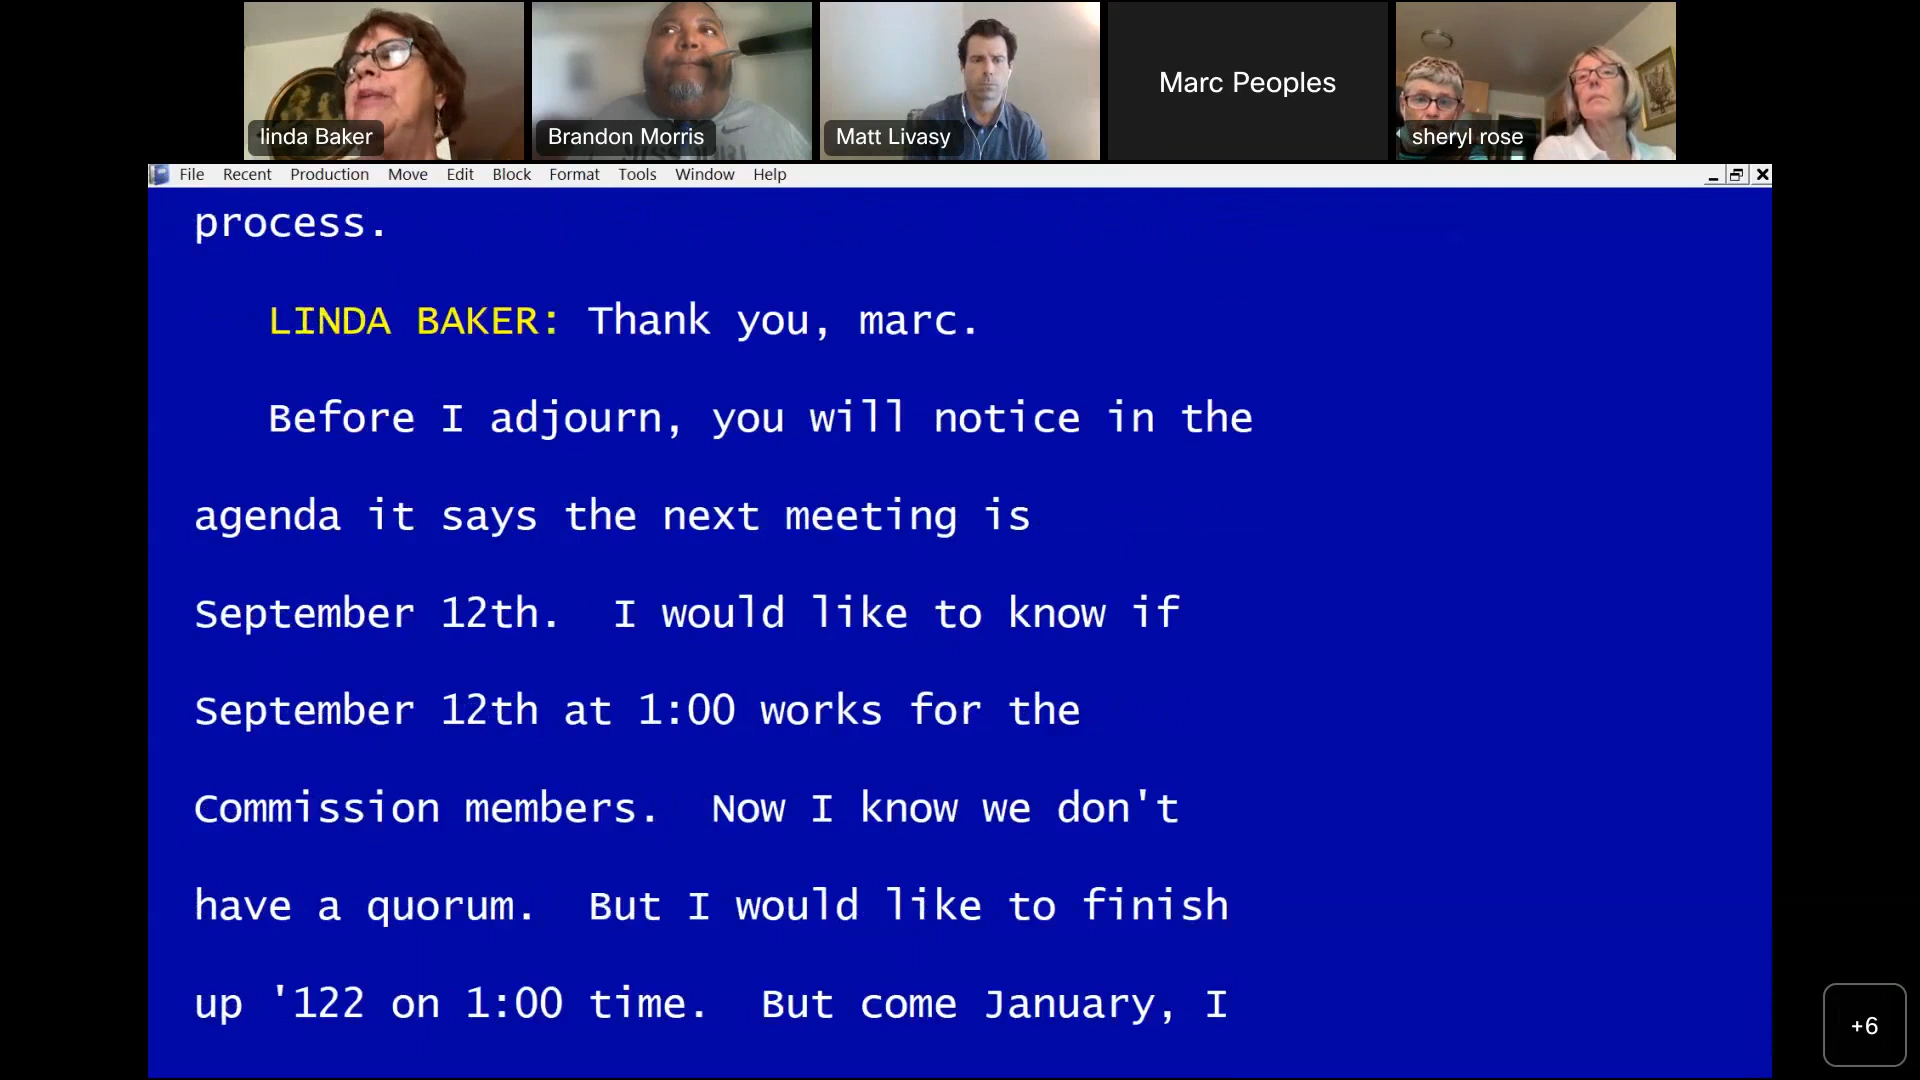 linda Baker
Brandon Morris
Matt Livasy
Marc Peoples
sheryl rose
File Recent Production Move Edit Block Format Tools Window Help
process.
LINDA BAKER: Thank you, marc.
Before I adjourn, you will notice in the
agenda it says the next meeting is
September 12th. I would like to know if
September 12th at 1:00 works for the
Commission members. Now I know we don't
have a quorum. But I would like to finish
up '122 on 1:00 time. But come January, I
+6